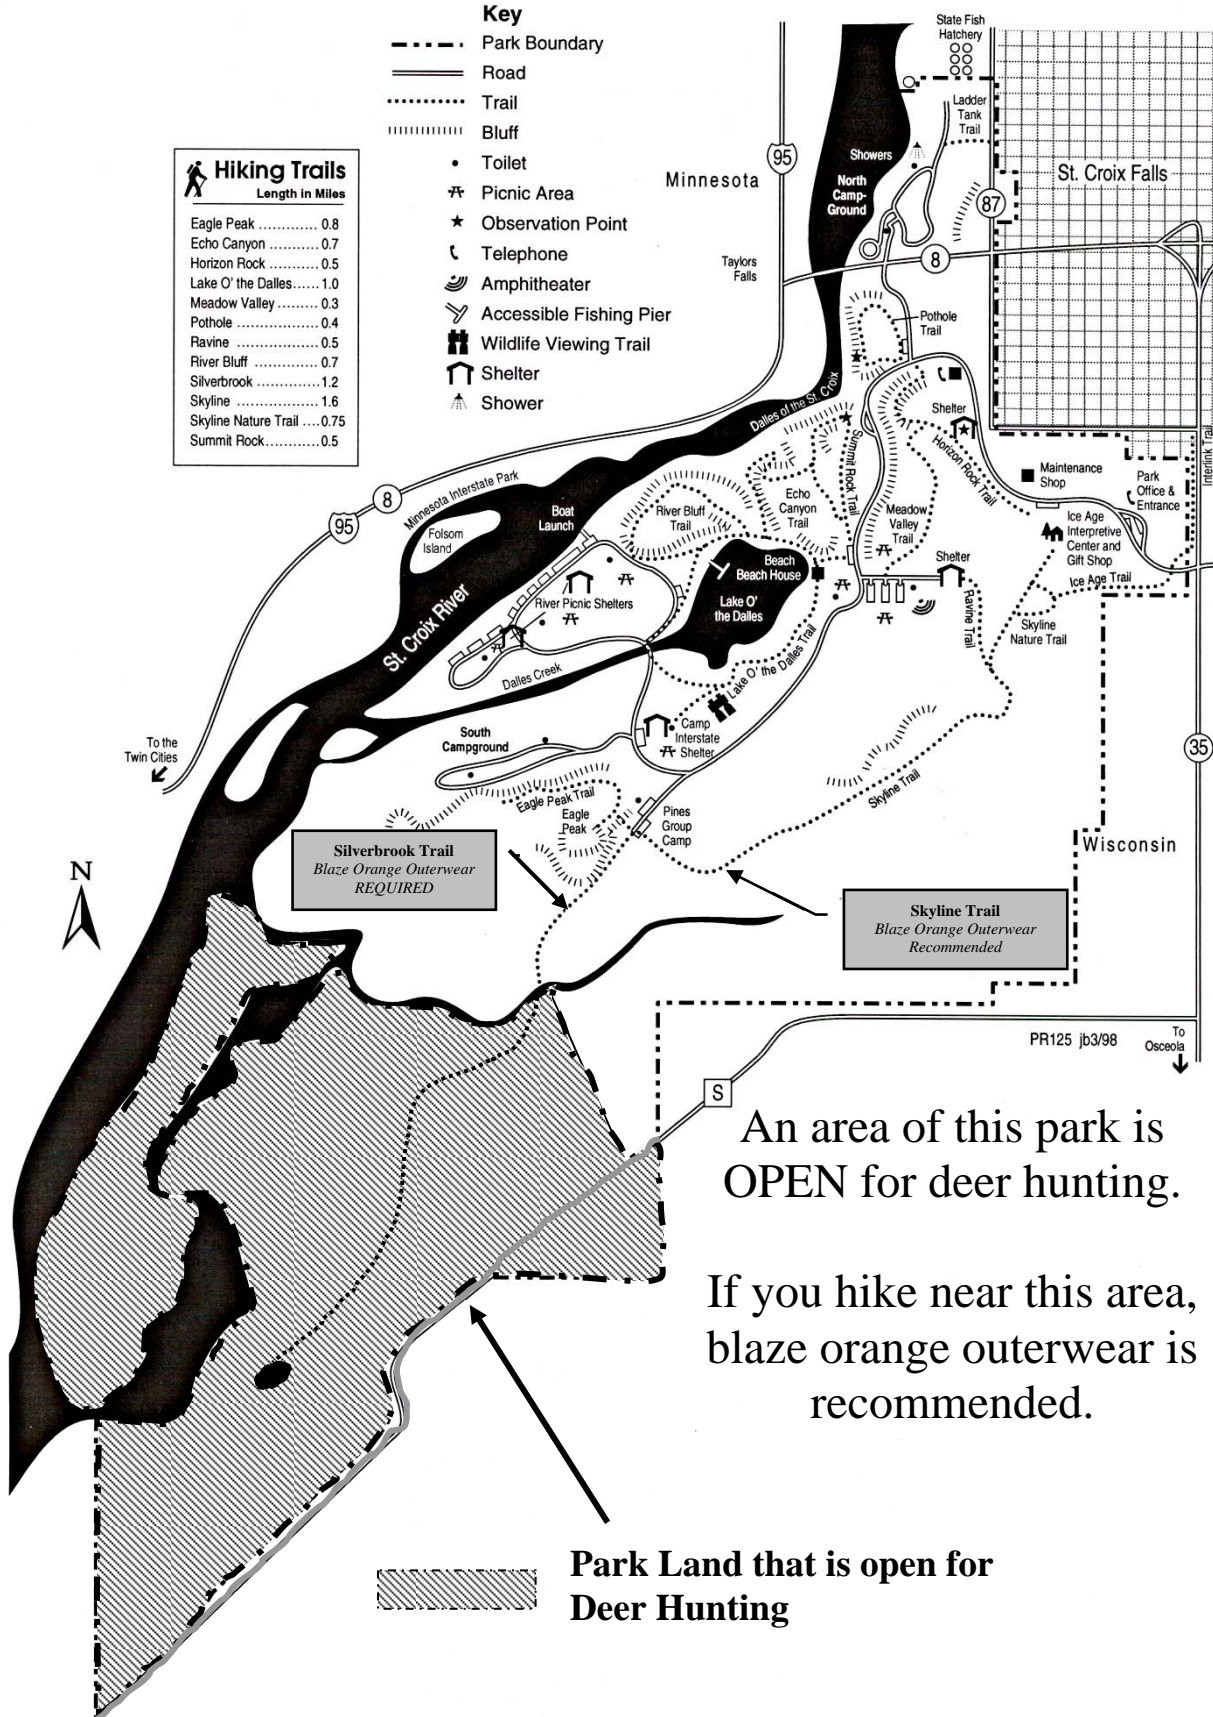 Key
Park Boundary
Road
Trail
Bluff
Toilet
Picnic Area
Observation Point
Telephone
Amphitheater
Accessible Fishing Pier
Wildlife Viewing Trail
Shelter
Shower
Hiking Trails
Length in Miles
Eagle Peak ............. 0.8
Echo Canyon ........... 0.7
Horizon Rock ........... 0.5
Lake O' the Dalles...... 1.0
Meadow Valley ......... 0.3
Pothole .................. 0.4
Ravine .................... 0.5
River Bluff ............... 0.7
Silverbrook .............. 1.2
Skyline .................... 1.6
Skyline Nature Trail .... 0.75
Summit Rock............ 0.5
State Fish
Hatchery
Ladder
Tank
Trail
Showers
North
Camp-
Ground
95
Minnesota
87
St. Croix Falls
Taylors
Falls
8
Pothole
Trail
Dalles of the St. Croix
Shelter
Summit Rock Trail
Horizon Rock Trail
Interlink Trail
Maintenance
Shop
Park
Office &
Entrance
Minnesota Interstate Park
8
95
Folsom
Island
Boat
Launch
River Bluff
Trail
Echo
Canyon
Trail
Meadow
Valley
Trail
Ice Age
Interpretive
Center and
Gift Shop
Beach
Beach House
Shelter
Ice Age Trail
River Picnic Shelters
Lake O'
the Dalles
Ravine Trail
Skyline
Nature Trail
St. Croix River
Dalles Creek
Lake O' the Dalles Trail
South
Campground
Camp
Interstate
Shelter
To the
Twin Cities
35
Skyline Trail
Eagle Peak Trail
Eagle
Peak
Pines
Group
Camp
Wisconsin
Silverbrook Trail
Blaze Orange Outerwear
REQUIRED
N
Skyline Trail
Blaze Orange Outerwear
Recommended
PR125 jb3/98
To
Osceola
S
An area of this park is
OPEN for deer hunting.
If you hike near this area,
blaze orange outerwear is
recommended.
Park Land that is open for
Deer Hunting